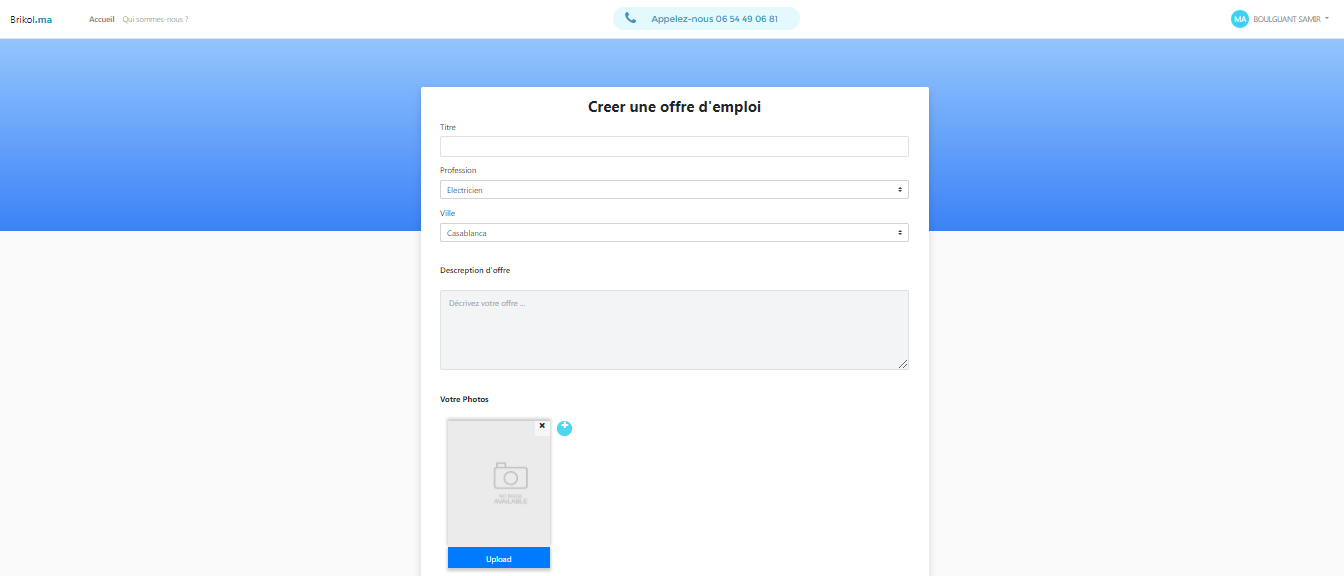 Brikol.ma
Accueil Qui sommes-nous ?
Appelez-nous 06 54 49 06 81
MA BOULGUANT SAMIR
Creer une offre d'emploi
Titre
Profession
Electricien
Ville
Casablanca
Descreption d'offre
Décrivez votre offre ...
Votre Photos
NO IMAGE
AVAILABLE
Upload